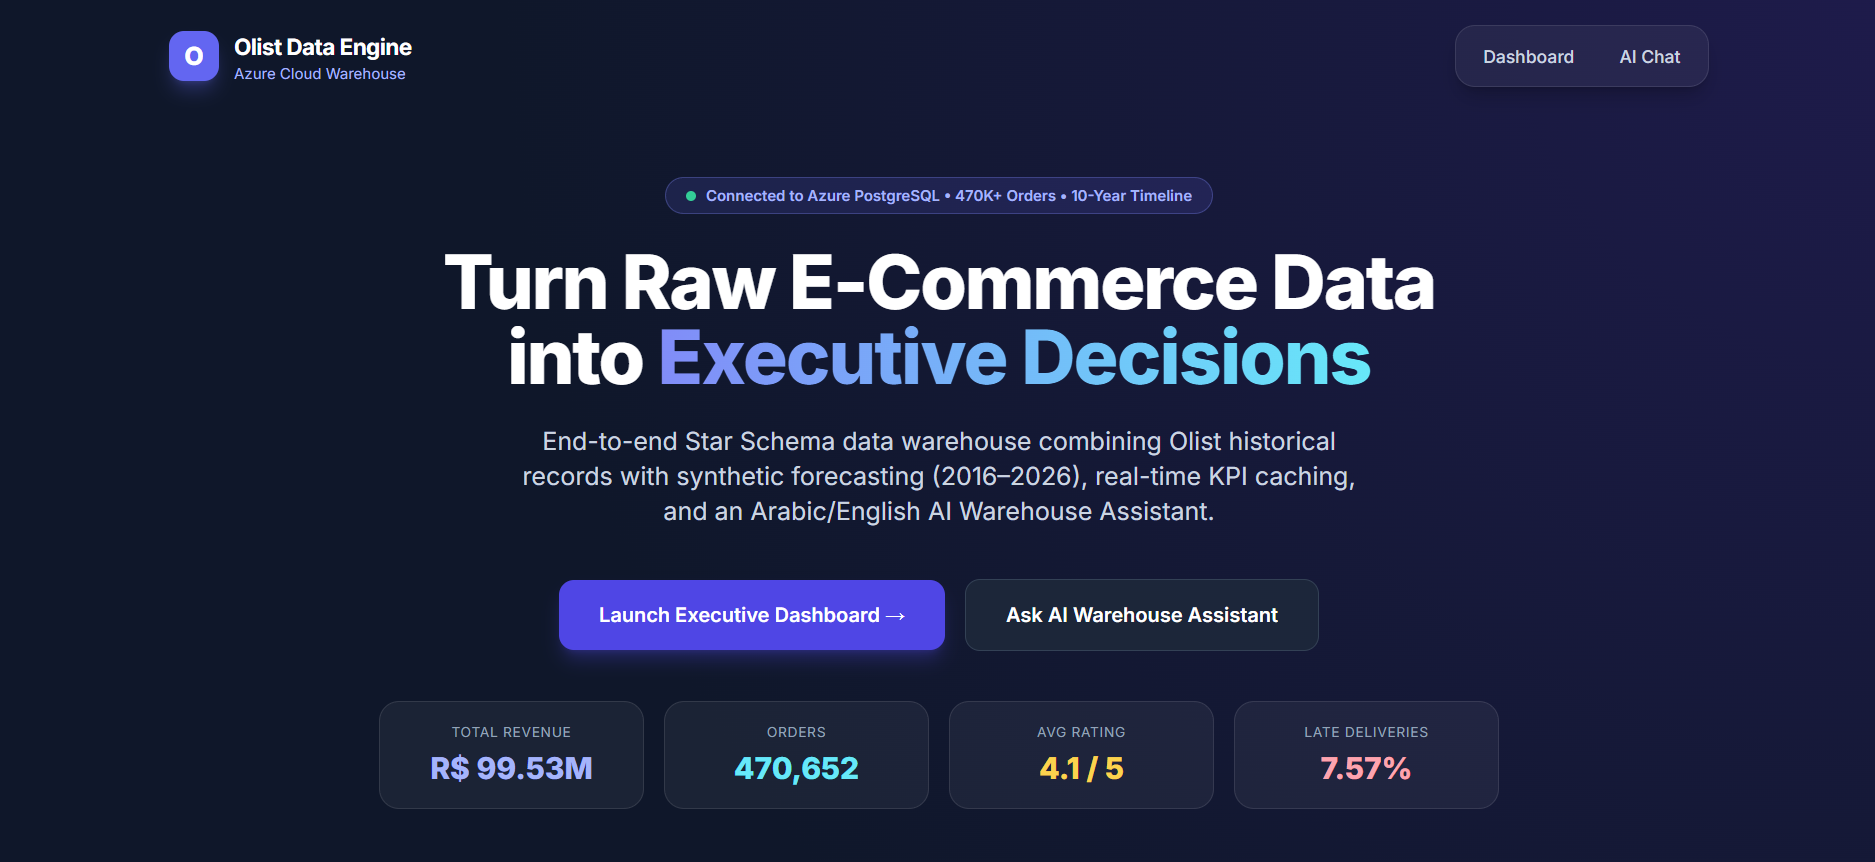 O
Olist Data Engine
Azure Cloud Warehouse
Dashboard
AI Chat
Connected to Azure PostgreSQL • 470K+ Orders • 10-Year Timeline
Turn Raw E-Commerce Data
into Executive Decisions
End-to-end Star Schema data warehouse combining Olist historical
records with synthetic forecasting (2016–2026), real-time KPI caching,
and an Arabic/English AI Warehouse Assistant.
Launch Executive Dashboard →
Ask AI Warehouse Assistant
TOTAL REVENUE
R$ 99.53M
ORDERS
470,652
AVG RATING
4.1 / 5
LATE DELIVERIES
7.57%